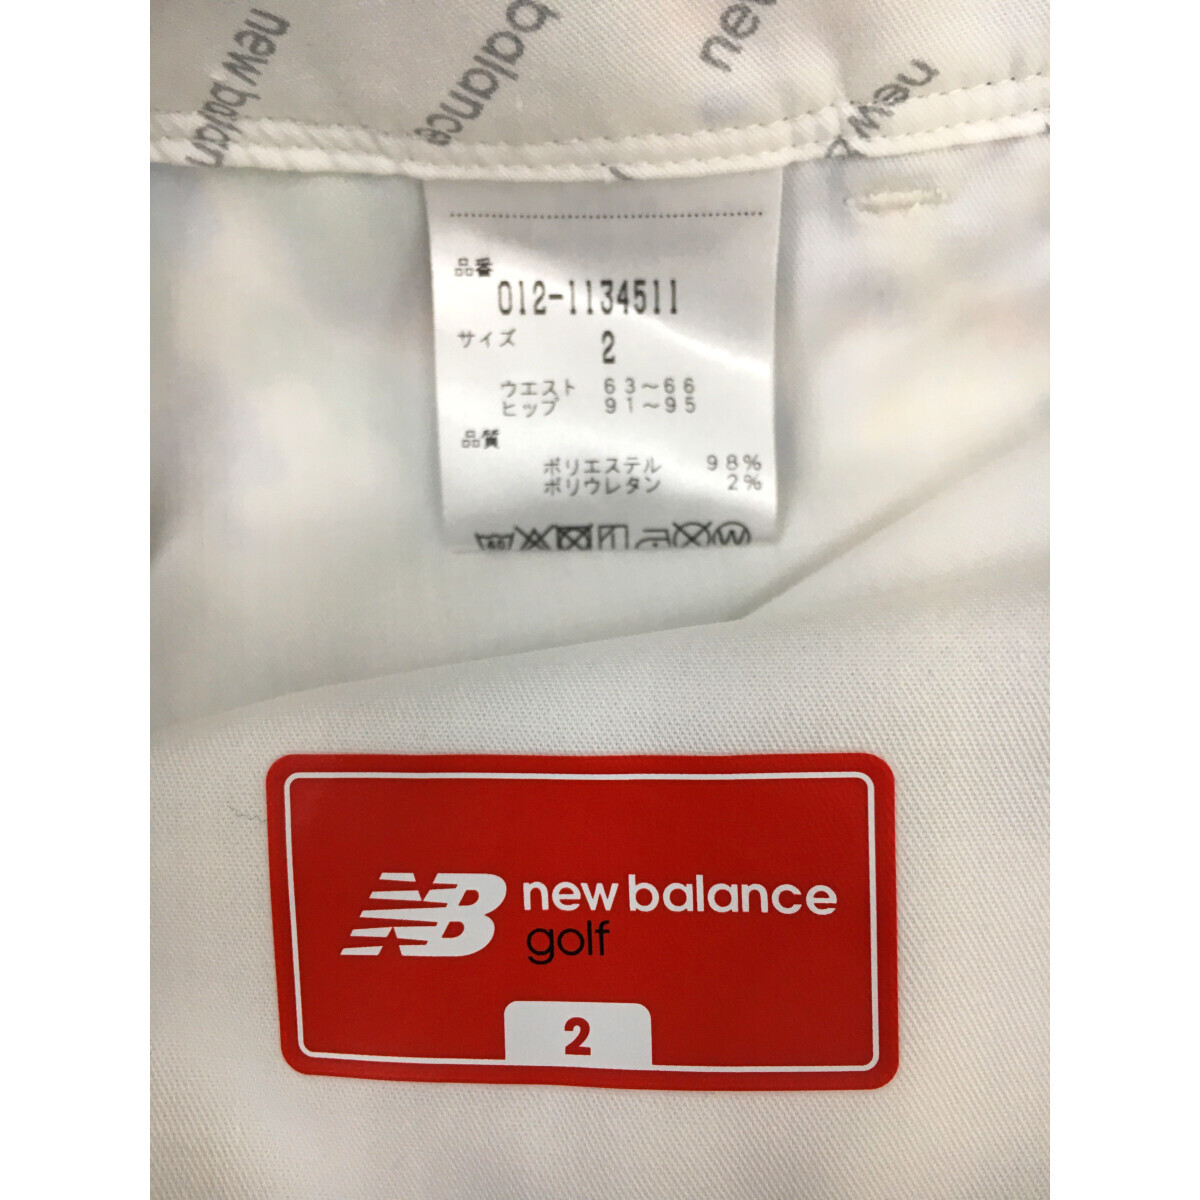 new balan
balance
new
new b
品番
012-1134511
サイズ 2
ウエスト 63～66
ヒップ 91～95
品質
ポリエステル 98%
ポリウレタン 2%
NB new balance
golf
2